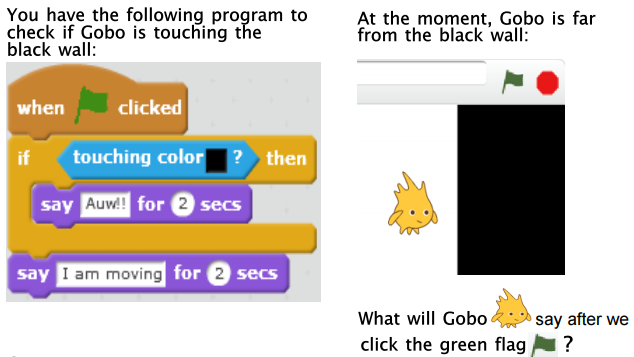 You have the following program to
check if Gobo is touching the
black wall:
when clicked
if touching color ? then
say Auw!! for 2 secs
say I am moving for 2 secs
At the moment, Gobo is far
from the black wall:
What will Gobo say after we
click the green flag ?